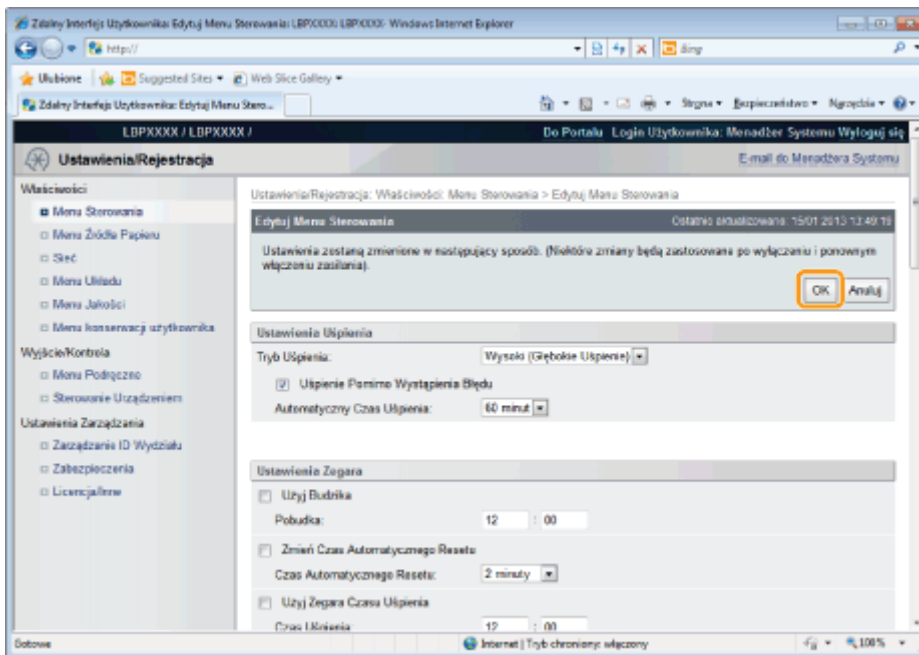 Zdalny Interfejs Użytkownika: Edytuj Menu Sterowania: LBPXXXX: LBPXXXX- Windows Internet Explorer
http://
Bing
Ulubione Suggested Sites Web Slice Gallery
Zdalny Interfejs Użytkownika: Edytuj Menu Stero... Strona Bezpieczeństwo Narzędzia
LBPXXXX / LBPXXXX / Do Portalu Login Użytkownika: Menadżer Systemu Wyloguj się
Ustawienia/Rejestracja E-mail do Menadżera Systemu
Właściwości
Menu Sterowania
Menu Źródła Papieru
Sieć
Menu Układu
Menu Jakości
Menu konserwacji użytkownika
Wyjście/Kontrola
Menu Podręczne
Sterowanie Urządzeniem
Ustawienia Zarządzania
Zarządzanie ID Wydziału
Zabezpieczenia
Licencja/Inne
Ustawienia/Rejestracja: Właściwości: Menu Sterowania > Edytuj Menu Sterowania
Edytuj Menu Sterowania Ostatnio aktualizowano: 15/01 2013 13:49:19
Ustawienia zostaną zmienione w następujący sposób. (Niektóre zmiany będą zastosowane po wyłączeniu i ponownym
włączeniu zasilania).
OK Anuluj
Ustawienia Uśpienia
Tryb Uśpienia: Wysoki (Głębokie Uśpienie)
Uśpienie Pomimo Wystąpienia Błędu
Automatyczny Czas Uśpienia: 60 minut
Ustawienia Zegara
Użyj Budzika
Pobudka: 12 : 00
Zmień Czas Automatycznego Resetu
Czas Automatycznego Resetu: 2 minuty
Użyj Zegara Czasu Uśpienia
Czas Uśpienia: 12 : 00
Gotowe Internet | Tryb chroniony: włączony 100%